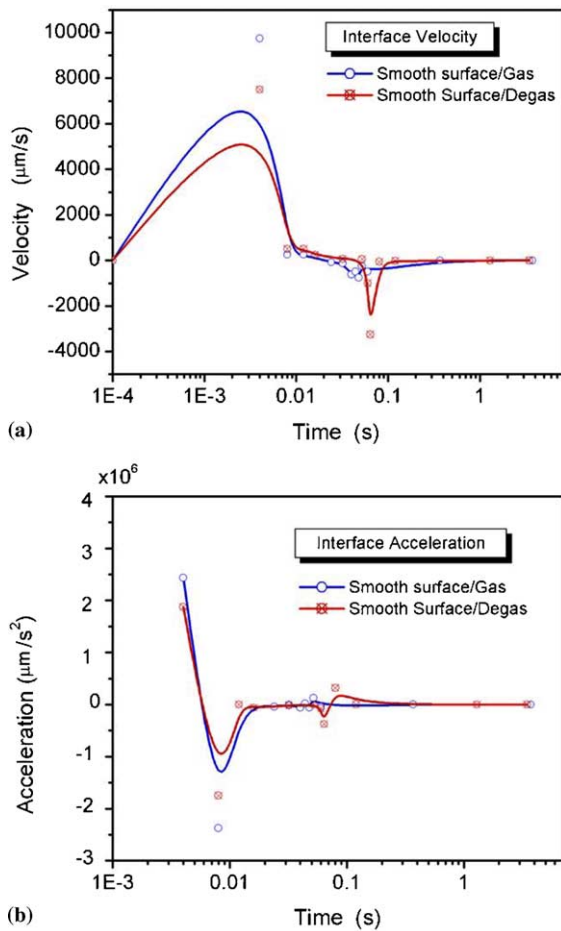 10000
Interface Velocity
8000
Smooth surface/Gas
Smooth Surface/Degas
6000
4000
2000
0
-2000
-4000
Velocity (μm/s)
1E-4
1E-3
0.01
0.1
1
(a)
Time (s)
x10⁶
4
3
Interface Acceleration
Smooth surface/Gas
2
Smooth Surface/Degas
1
0
-1
-2
-3
Acceleration (μm/s²)
1E-3
0.01
0.1
1
(b)
Time (s)